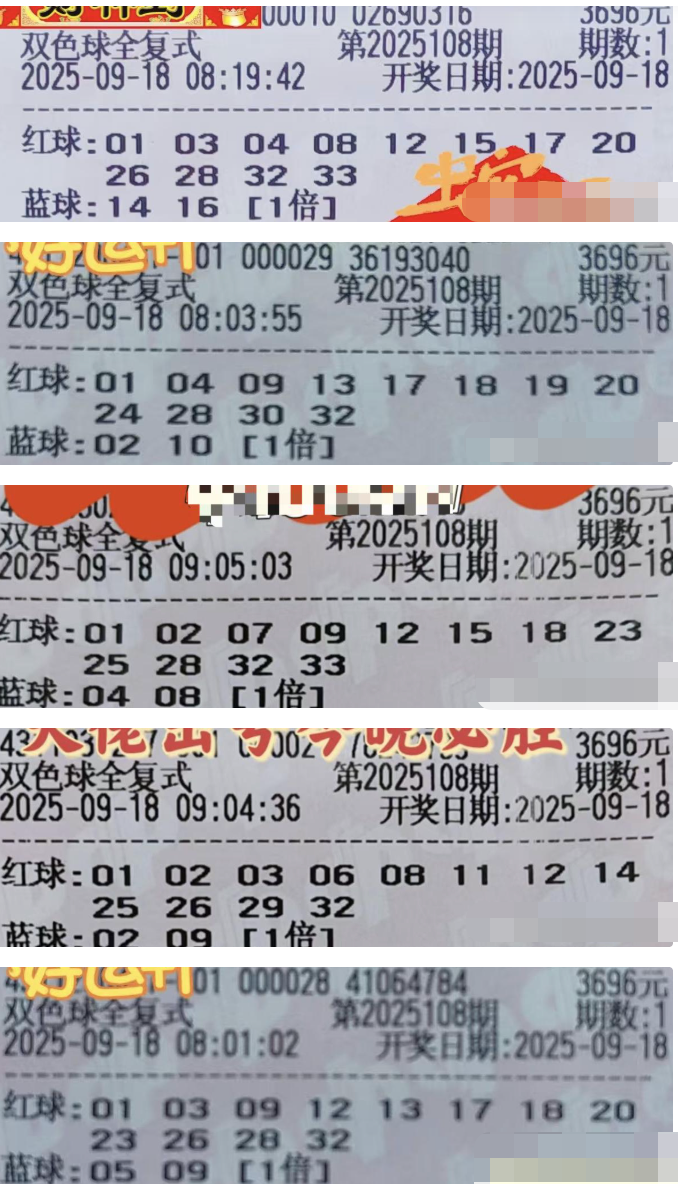 00010 02690316 3696元
双色球全复式 第2025108期 期数:1
2025-09-18 08:19:42 开奖日期:2025-09-18
红球:01 03 04 08 12 15 17 20
26 28 32 33
蓝球:14 16 [1倍]
好运
01 000029 36193040 3696元
双色球全复式 第2025108期 期数:1
2025-09-18 08:03:55 开奖日期:2025-09-18
红球:01 04 09 13 17 18 19 20
24 28 30 32
蓝球:02 10 [1倍]
3696元
双色球全复式 第2025108期 期数:1
2025-09-18 09:05:03 开奖日期:2025-09-18
红球:01 02 07 09 12 15 18 23
25 28 32 33
蓝球:04 08 [1倍]
大佬出号今晚必胜
3696元
双色球全复式 第2025108期 期数:1
2025-09-18 09:04:36 开奖日期:2025-09-18
红球:01 02 03 06 08 11 12 14
25 26 29 32
蓝球:02 09 [1倍]
好运
01 000028 41064784 3696元
双色球全复式 第2025108期 期数:1
2025-09-18 08:01:02 开奖日期:2025-09-18
红球:01 03 09 12 13 17 18 20
23 26 28 32
蓝球:05 09 [1倍]